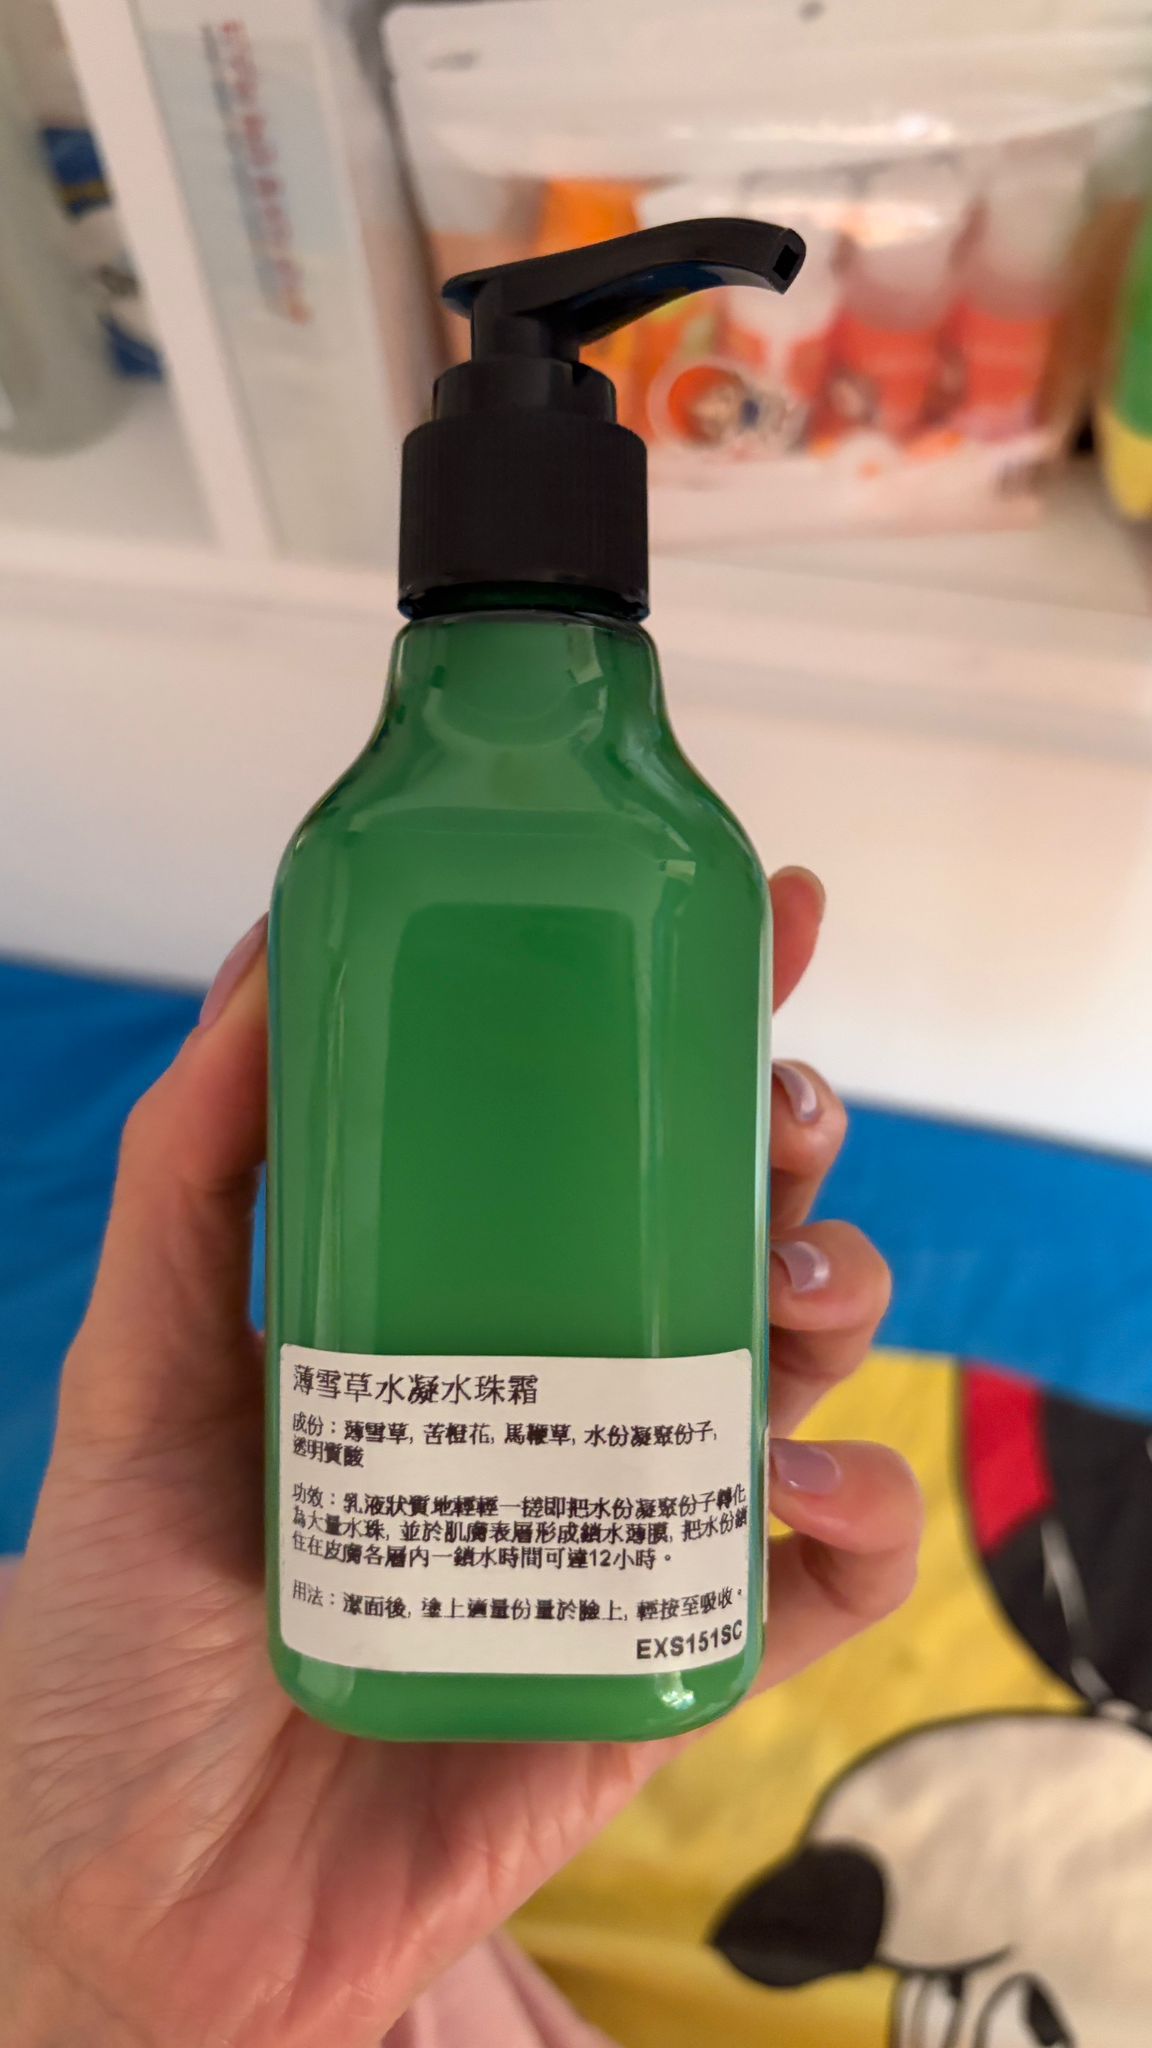 薄雪草水凝水珠霜
成份：薄雪草, 苦橙花, 馬鞭草, 水份凝聚份子,
透明質酸
功效：乳液狀質地輕輕一搓即把水份凝聚份子轉化
為大量水珠, 並於肌膚表層形成鎖水薄膜, 把水份鎖
住在皮膚各層內一鎖水時間可達12小時。
用法：潔面後, 塗上適量份量於臉上, 輕按至吸收。
EXS151SC